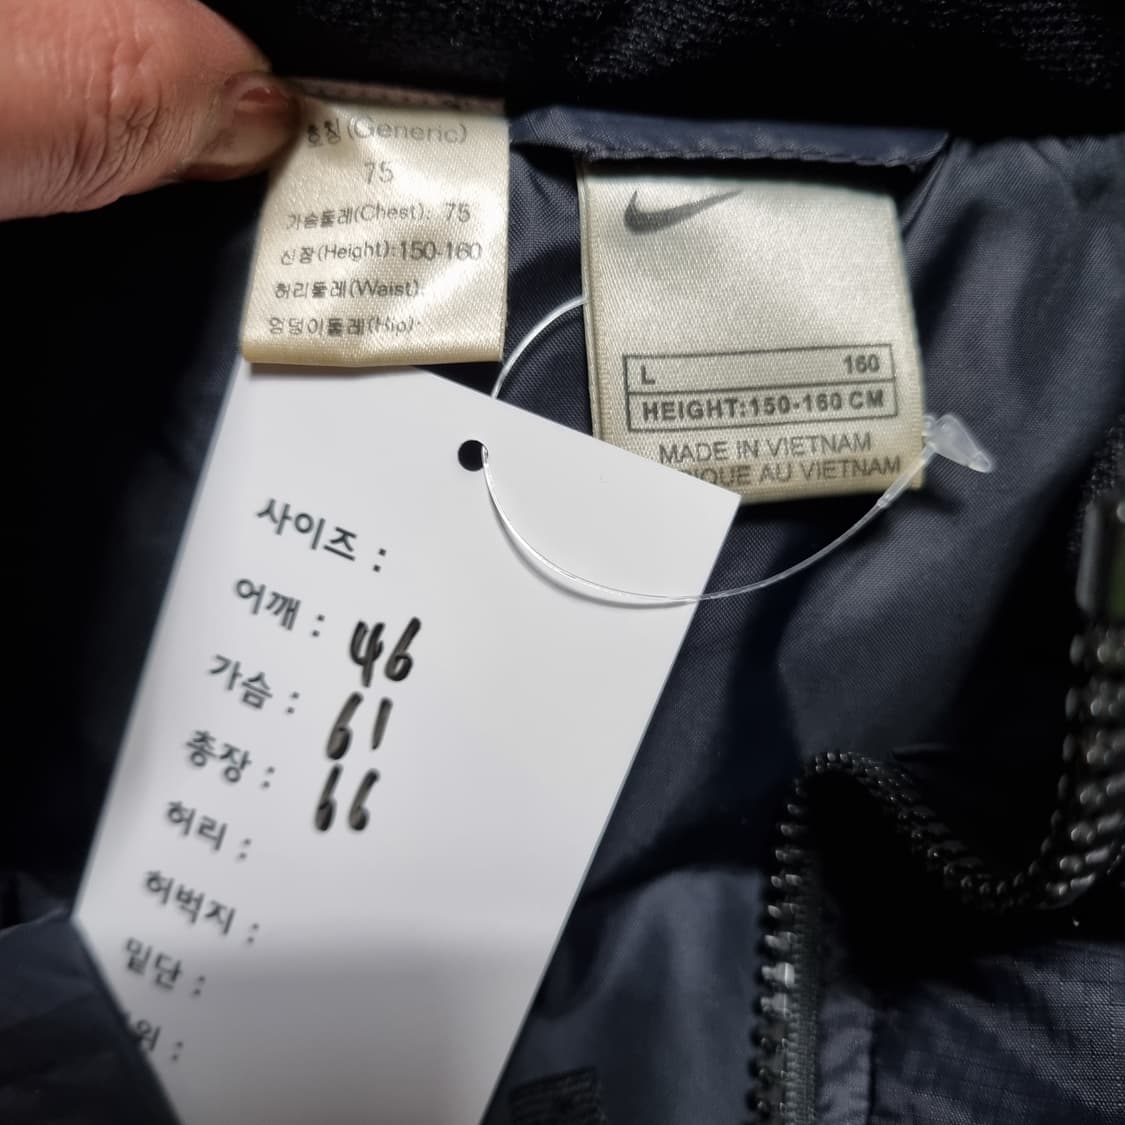 호칭(Generic)
75
가슴둘레(Chest): 75
신장(Height):150-160
허리둘레(Waist):
엉덩이둘레(Hip):
L 160
HEIGHT:150-160 CM
MADE IN VIETNAM
AU VIETNAM
사이즈 :
어깨 : 46
가슴 : 61
총장 : 66
허리 :
허벅지 :
밑단 :